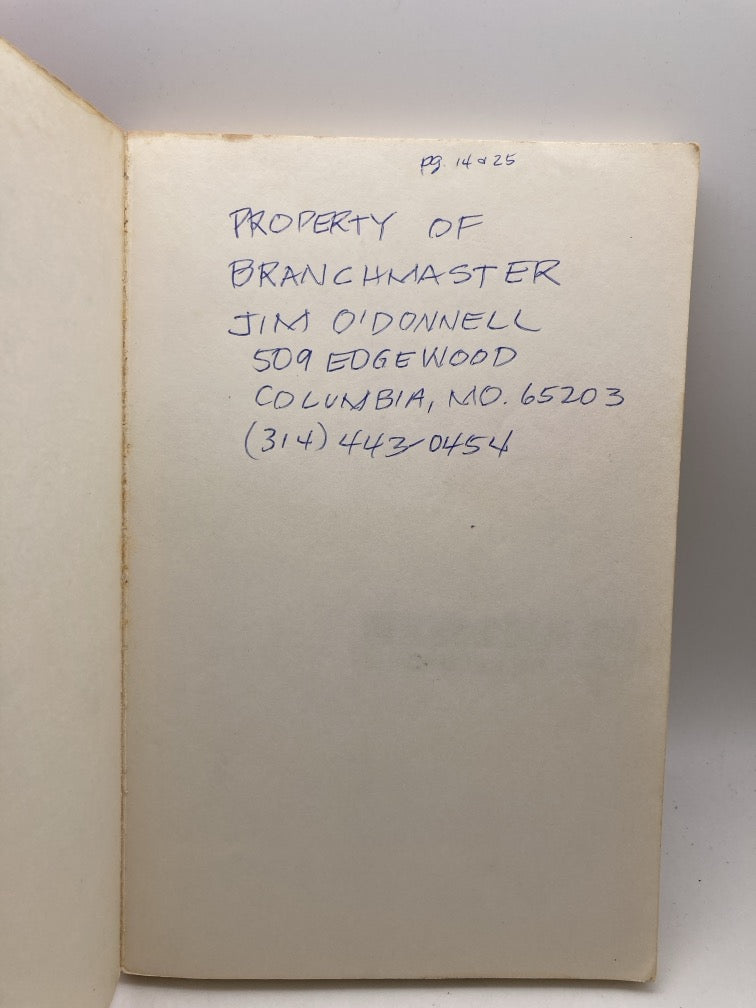 pg. 14 & 25
PROPERTY OF
BRANCHMASTER
JIM O'DONNELL
509 EDGEWOOD
COLUMBIA, MO. 65203
(314) 443-0454